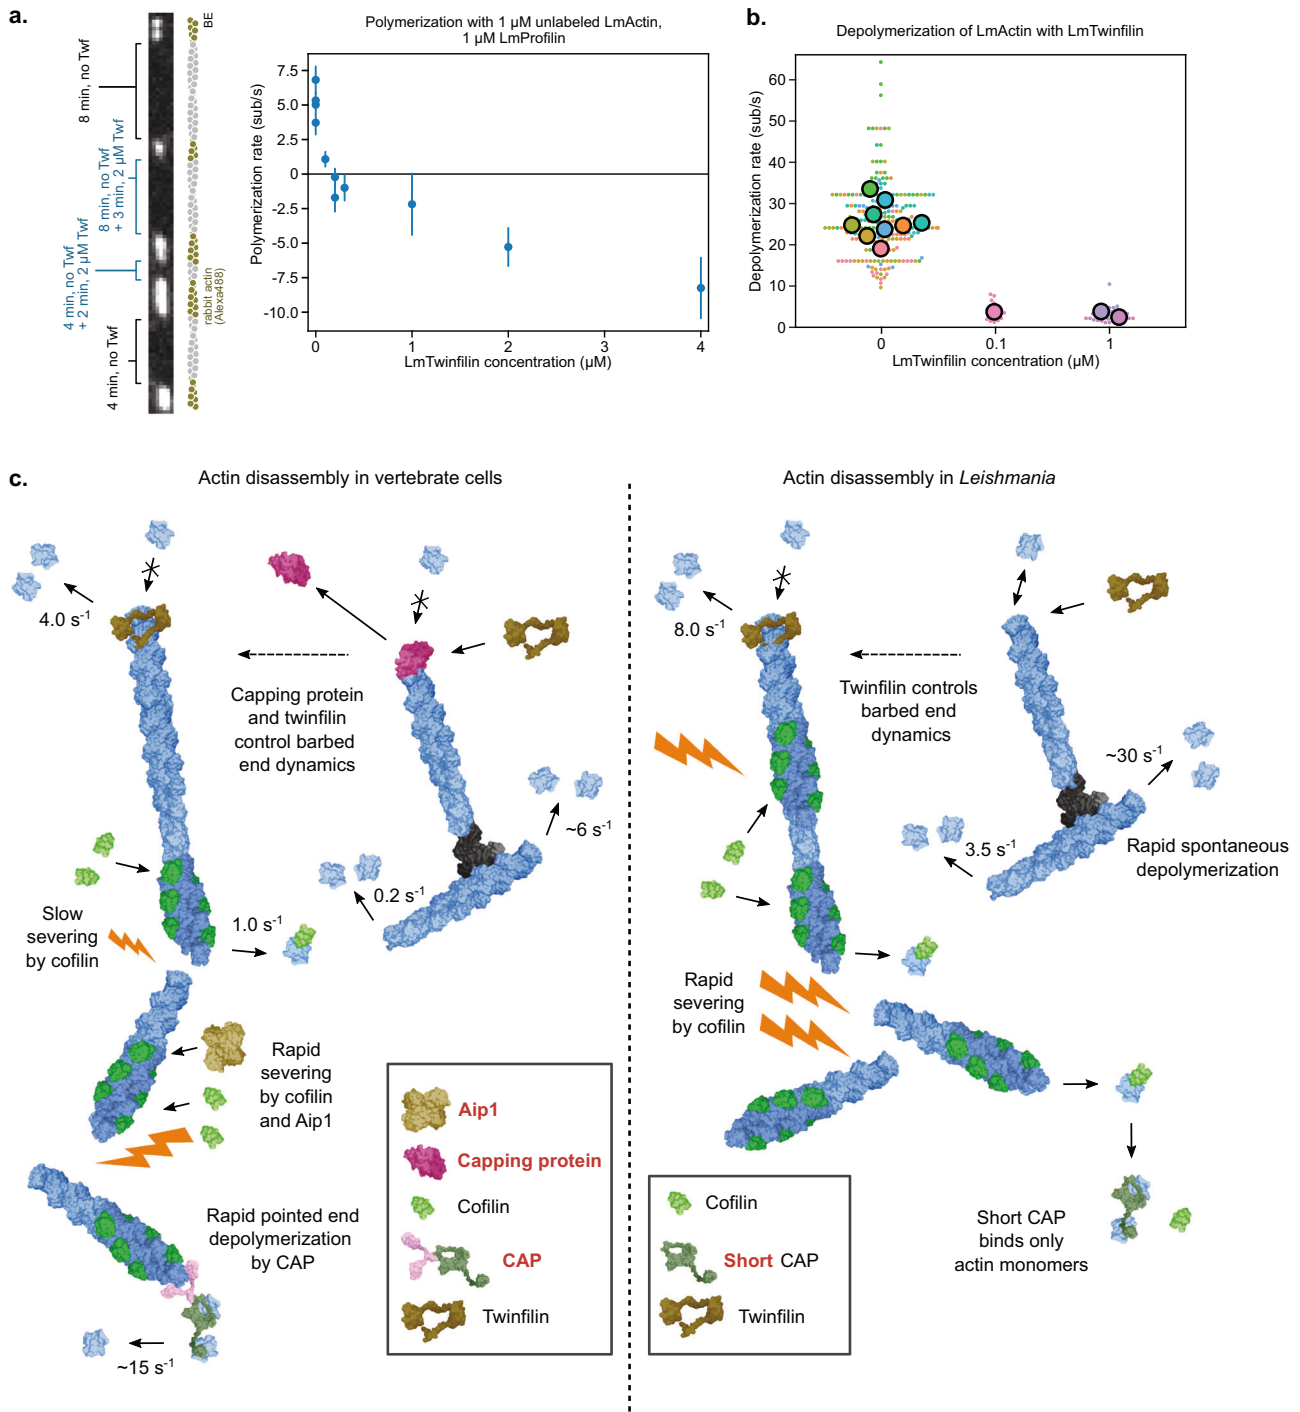 a.
BE
8 min, no Twf
8 min, no Twf
+ 3 min, 2 µM Twf
4 min, no Twf
+ 2 min, 2 µM Twf
4 min, no Twf
rabbit actin
(Alexa488)
Polymerization with 1 µM unlabeled LmActin,
1 µM LmProfilin
Polymerization rate (sub/s)
7.5
5.0
2.5
0
-2.5
-5.0
-7.5
-10.0
0
1
2
3
4
LmTwinfilin concentration (µM)
b.
Depolymerization of LmActin with LmTwinfilin
Depolymerization rate (sub/s)
60
50
40
30
20
10
0
0
0.1
1
LmTwinfilin concentration (µM)
c.
Actin disassembly in vertebrate cells
4.0 s⁻¹
Capping protein
and twinfilin
control barbed
end dynamics
~6 s⁻¹
0.2 s⁻¹
1.0 s⁻¹
Slow
severing
by cofilin
Rapid
severing
by cofilin
and Aip1
Rapid pointed end
depolymerization
by CAP
~15 s⁻¹
Aip1
Capping protein
Cofilin
CAP
Twinfilin
Actin disassembly in Leishmania
8.0 s⁻¹
Twinfilin controls
barbed end
dynamics
~30 s⁻¹
3.5 s⁻¹
Rapid spontaneous
depolymerization
Rapid
severing
by cofilin
Short CAP
binds only
actin monomers
Cofilin
Short CAP
Twinfilin